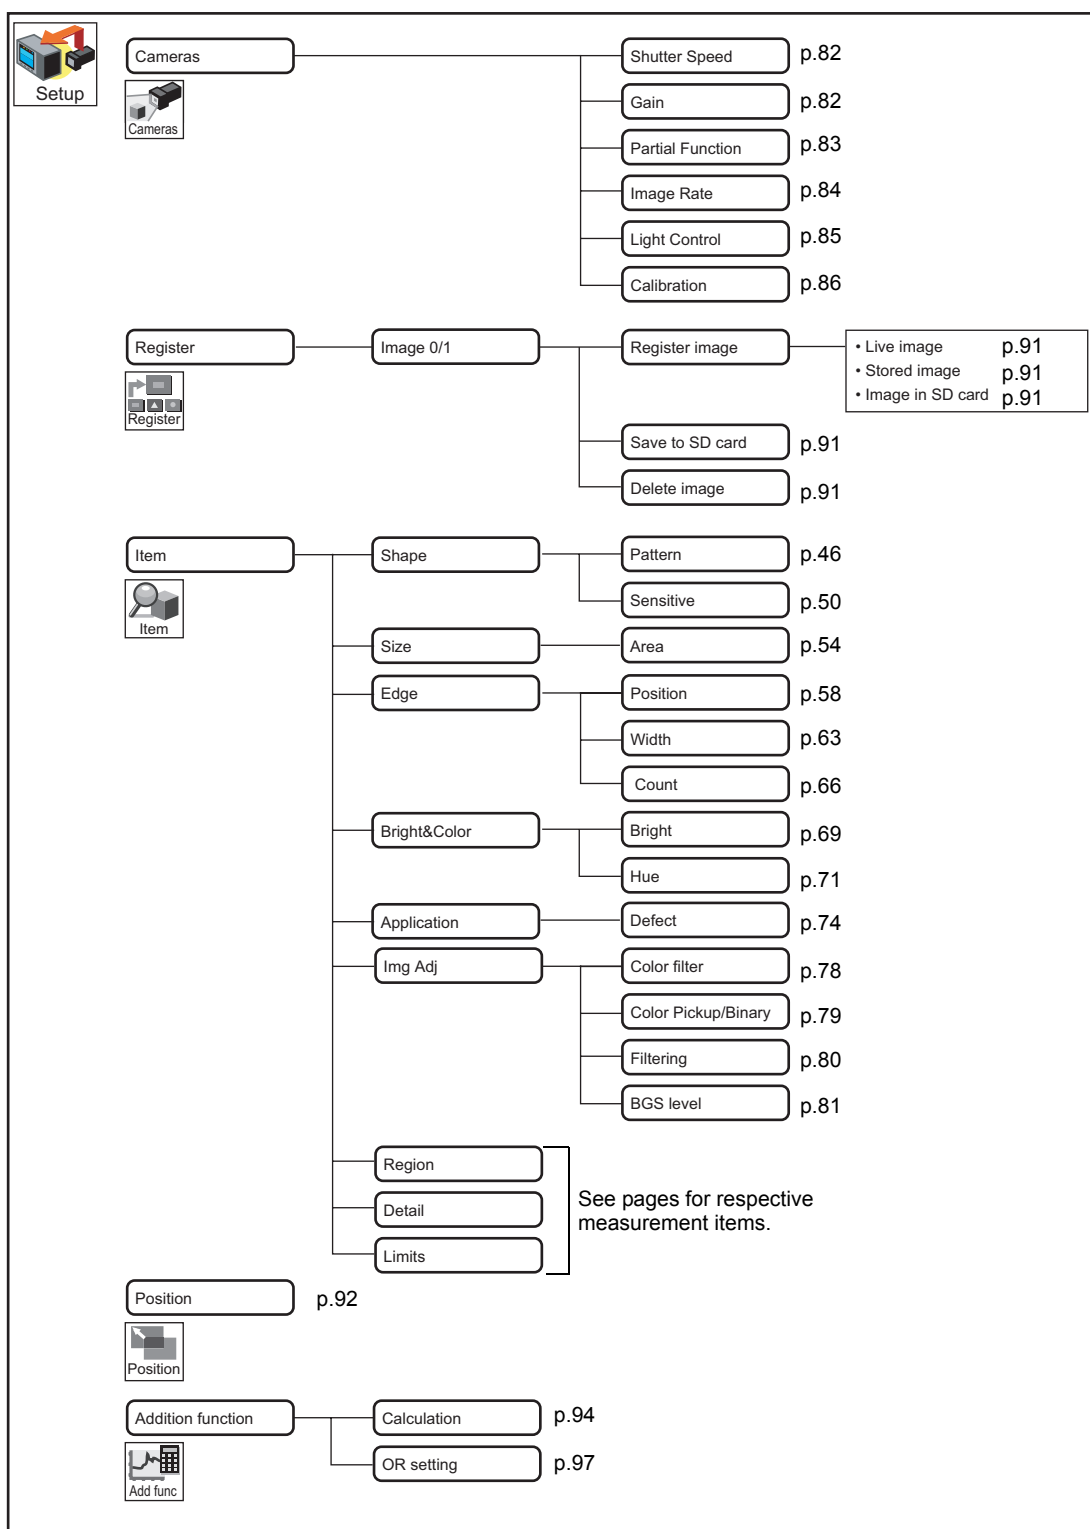 Setup
Cameras
Cameras
Shutter Speed p.82
Gain p.82
Partial Function p.83
Image Rate p.84
Light Control p.85
Calibration p.86
Register
Register
Image 0/1
Register image
• Live image p.91
• Stored image p.91
• Image in SD card p.91
Save to SD card p.91
Delete image p.91
Item
Item
Shape
Pattern p.46
Sensitive p.50
Size
Area p.54
Edge
Position p.58
Width p.63
Count p.66
Bright&Color
Bright p.69
Hue p.71
Application
Defect p.74
Img Adj
Color filter p.78
Color Pickup/Binary p.79
Filtering p.80
BGS level p.81
Region
Detail
Limits
See pages for respective
measurement items.
Position p.92
Position
Addition function
Add func
Calculation p.94
OR setting p.97